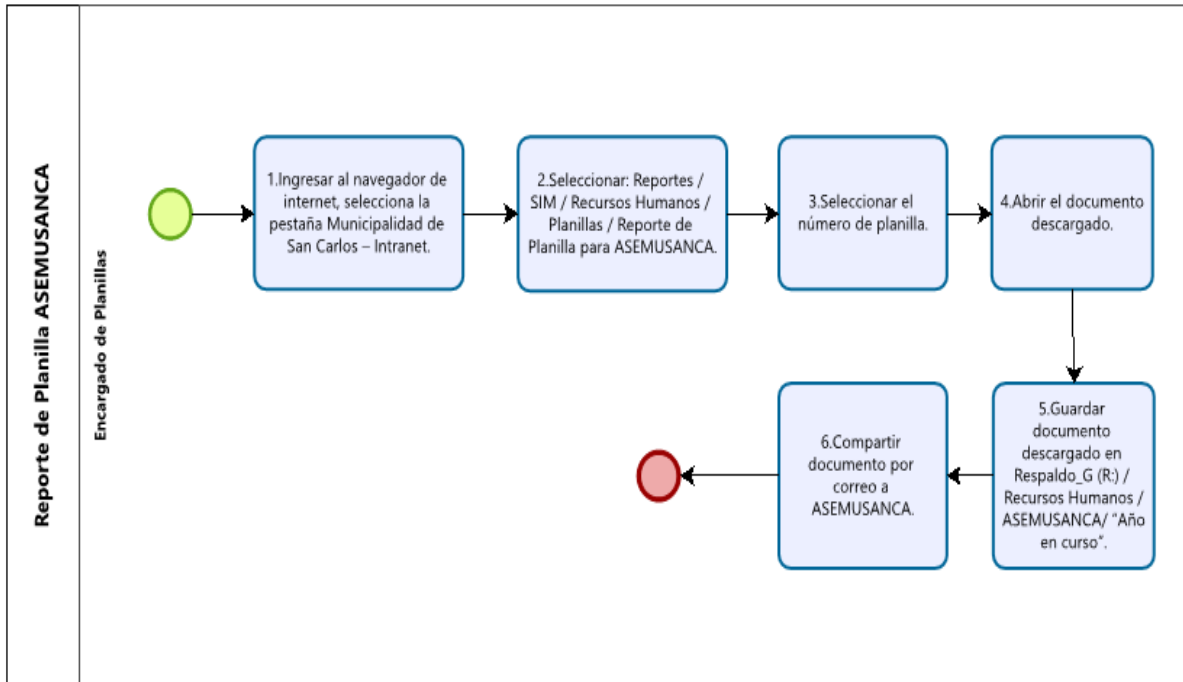 Reporte de Planilla ASEMUSANCA
Encargado de Planillas
1.Ingresar al navegador de
internet, selecciona la
pestaña Municipalidad de
San Carlos – Intranet.
2.Seleccionar: Reportes /
SIM / Recursos Humanos /
Planillas / Reporte de
Planilla para ASEMUSANCA.
3.Seleccionar el
número de planilla.
4.Abrir el documento
descargado.
5.Guardar
documento
descargado en
Respaldo_G (R:) /
Recursos Humanos /
ASEMUSANCA/ “Año
en curso”.
6.Compartir
documento por
correo a
ASEMUSANCA.